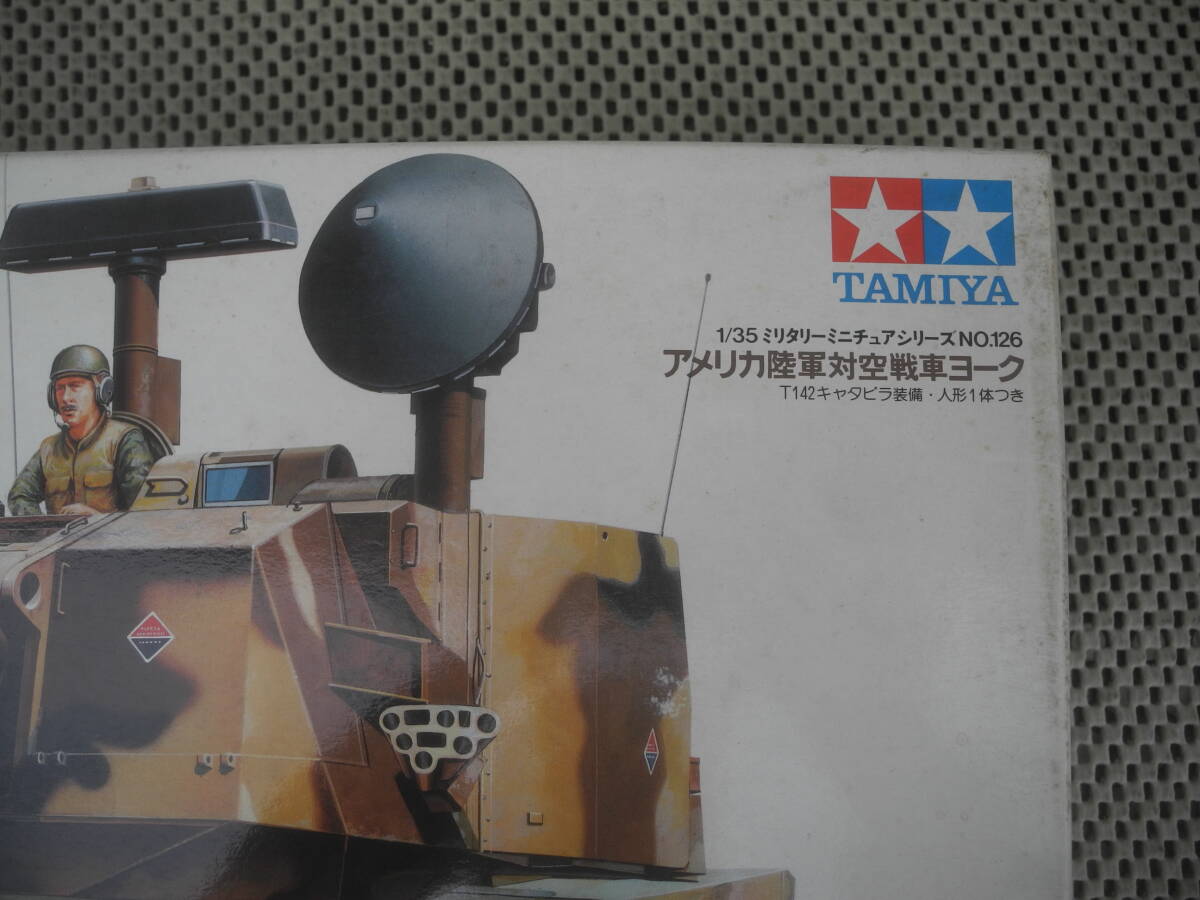 TAMIYA
1/35 ミリタリーミニチュアシリーズNO.126
アメリカ陸軍対空戦車ヨーク
T142キャタピラ装備・人形1体つき